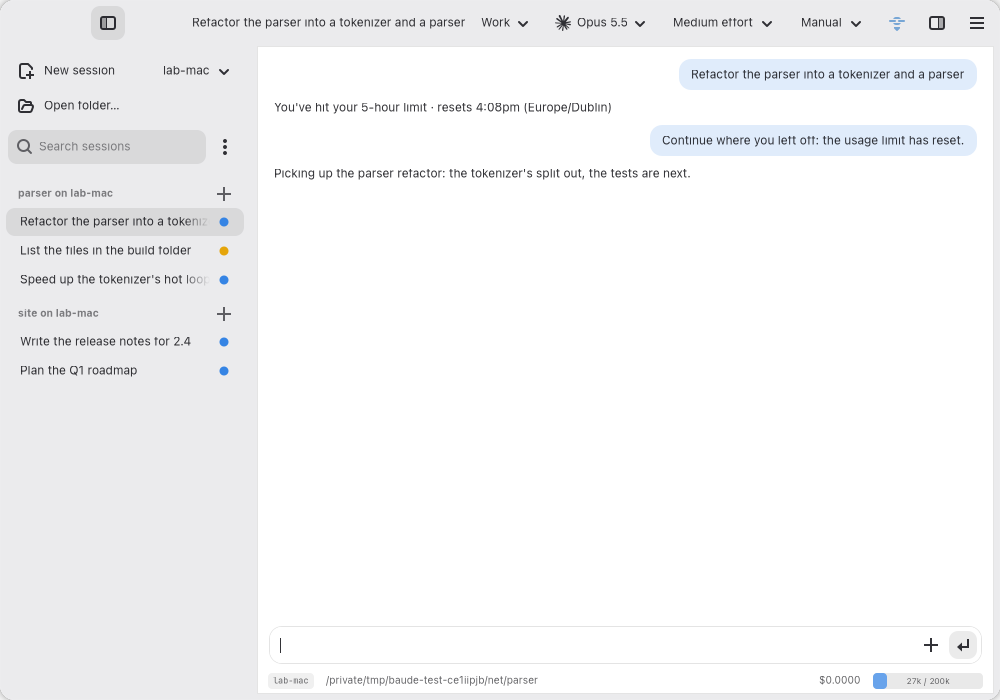 Refactor the parser into a tokenizer and a parser
Work
Opus 5.5
Medium effort
Manual
New session
lab-mac
Open folder...
Search sessions
parser on lab-mac
Refactor the parser into a tokeniz
List the files in the build folder
Speed up the tokenizer's hot loop
site on lab-mac
Write the release notes for 2.4
Plan the Q1 roadmap
Refactor the parser into a tokenizer and a parser
You've hit your 5-hour limit · resets 4:08pm (Europe/Dublin)
Continue where you left off: the usage limit has reset.
Picking up the parser refactor: the tokenizer's split out, the tests are next.
lab-mac
/private/tmp/baude-test-ce1iipjb/net/parser
$0.0000
27k / 200k